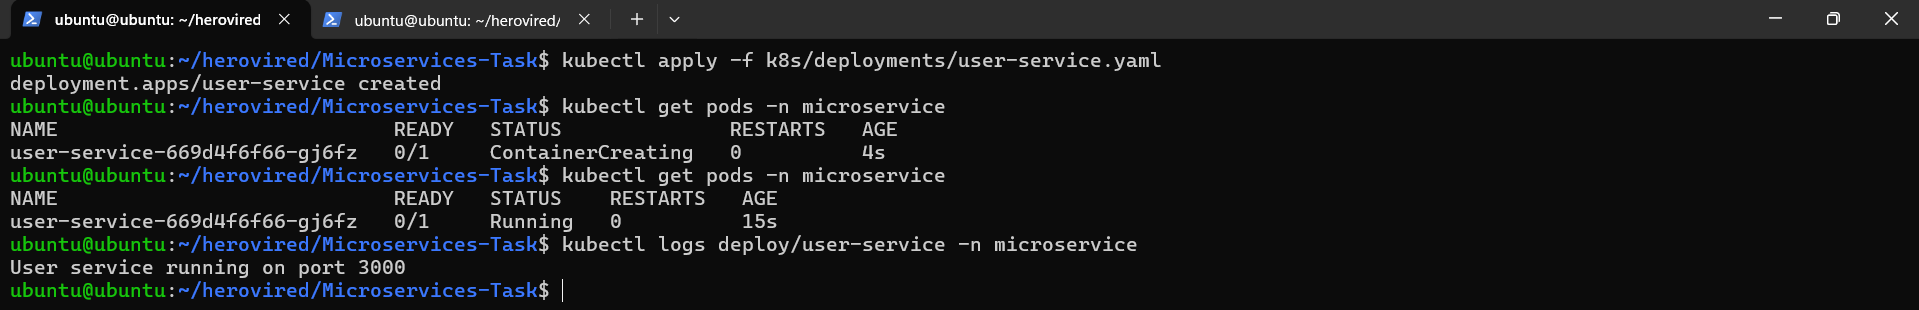 ubuntu@ubuntu: ~/herovired
ubuntu@ubuntu: ~/herovired/
ubuntu@ubuntu:~/herovired/Microservices-Task$ kubectl apply -f k8s/deployments/user-service.yaml
deployment.apps/user-service created
ubuntu@ubuntu:~/herovired/Microservices-Task$ kubectl get pods -n microservice
NAME                            READY   STATUS              RESTARTS   AGE
user-service-669d4f6f66-gj6fz   0/1     ContainerCreating   0          4s
ubuntu@ubuntu:~/herovired/Microservices-Task$ kubectl get pods -n microservice
NAME                            READY   STATUS    RESTARTS   AGE
user-service-669d4f6f66-gj6fz   0/1     Running   0          15s
ubuntu@ubuntu:~/herovired/Microservices-Task$ kubectl logs deploy/user-service -n microservice
User service running on port 3000
ubuntu@ubuntu:~/herovired/Microservices-Task$